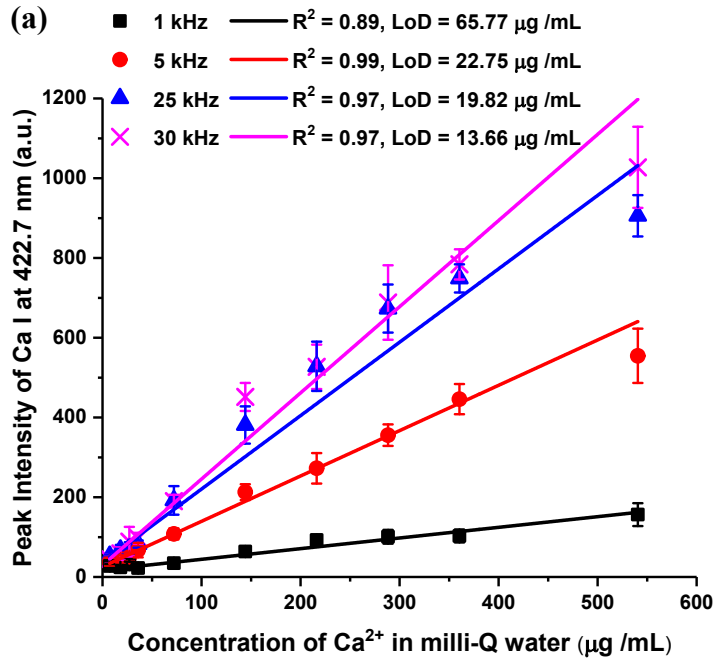 (a)
1 kHz R² = 0.89, LoD = 65.77 μg /mL
5 kHz R² = 0.99, LoD = 22.75 μg /mL
25 kHz R² = 0.97, LoD = 19.82 μg /mL
30 kHz R² = 0.97, LoD = 13.66 μg /mL
Peak Intensity of Ca I at 422.7 nm (a.u.)
1200
1000
800
600
400
200
0
0 100 200 300 400 500 600
Concentration of Ca²⁺ in milli-Q water (μg /mL)